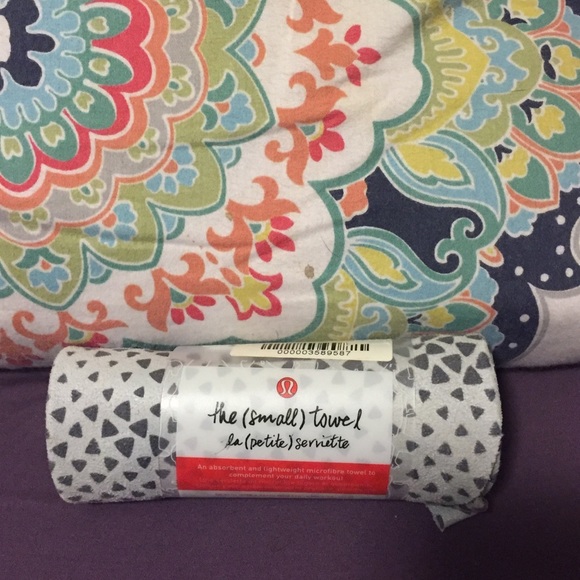 000003589587
the (small) towel
la (petite) serviette
An absorbent and lightweight microfibre towel to
complement your daily workout